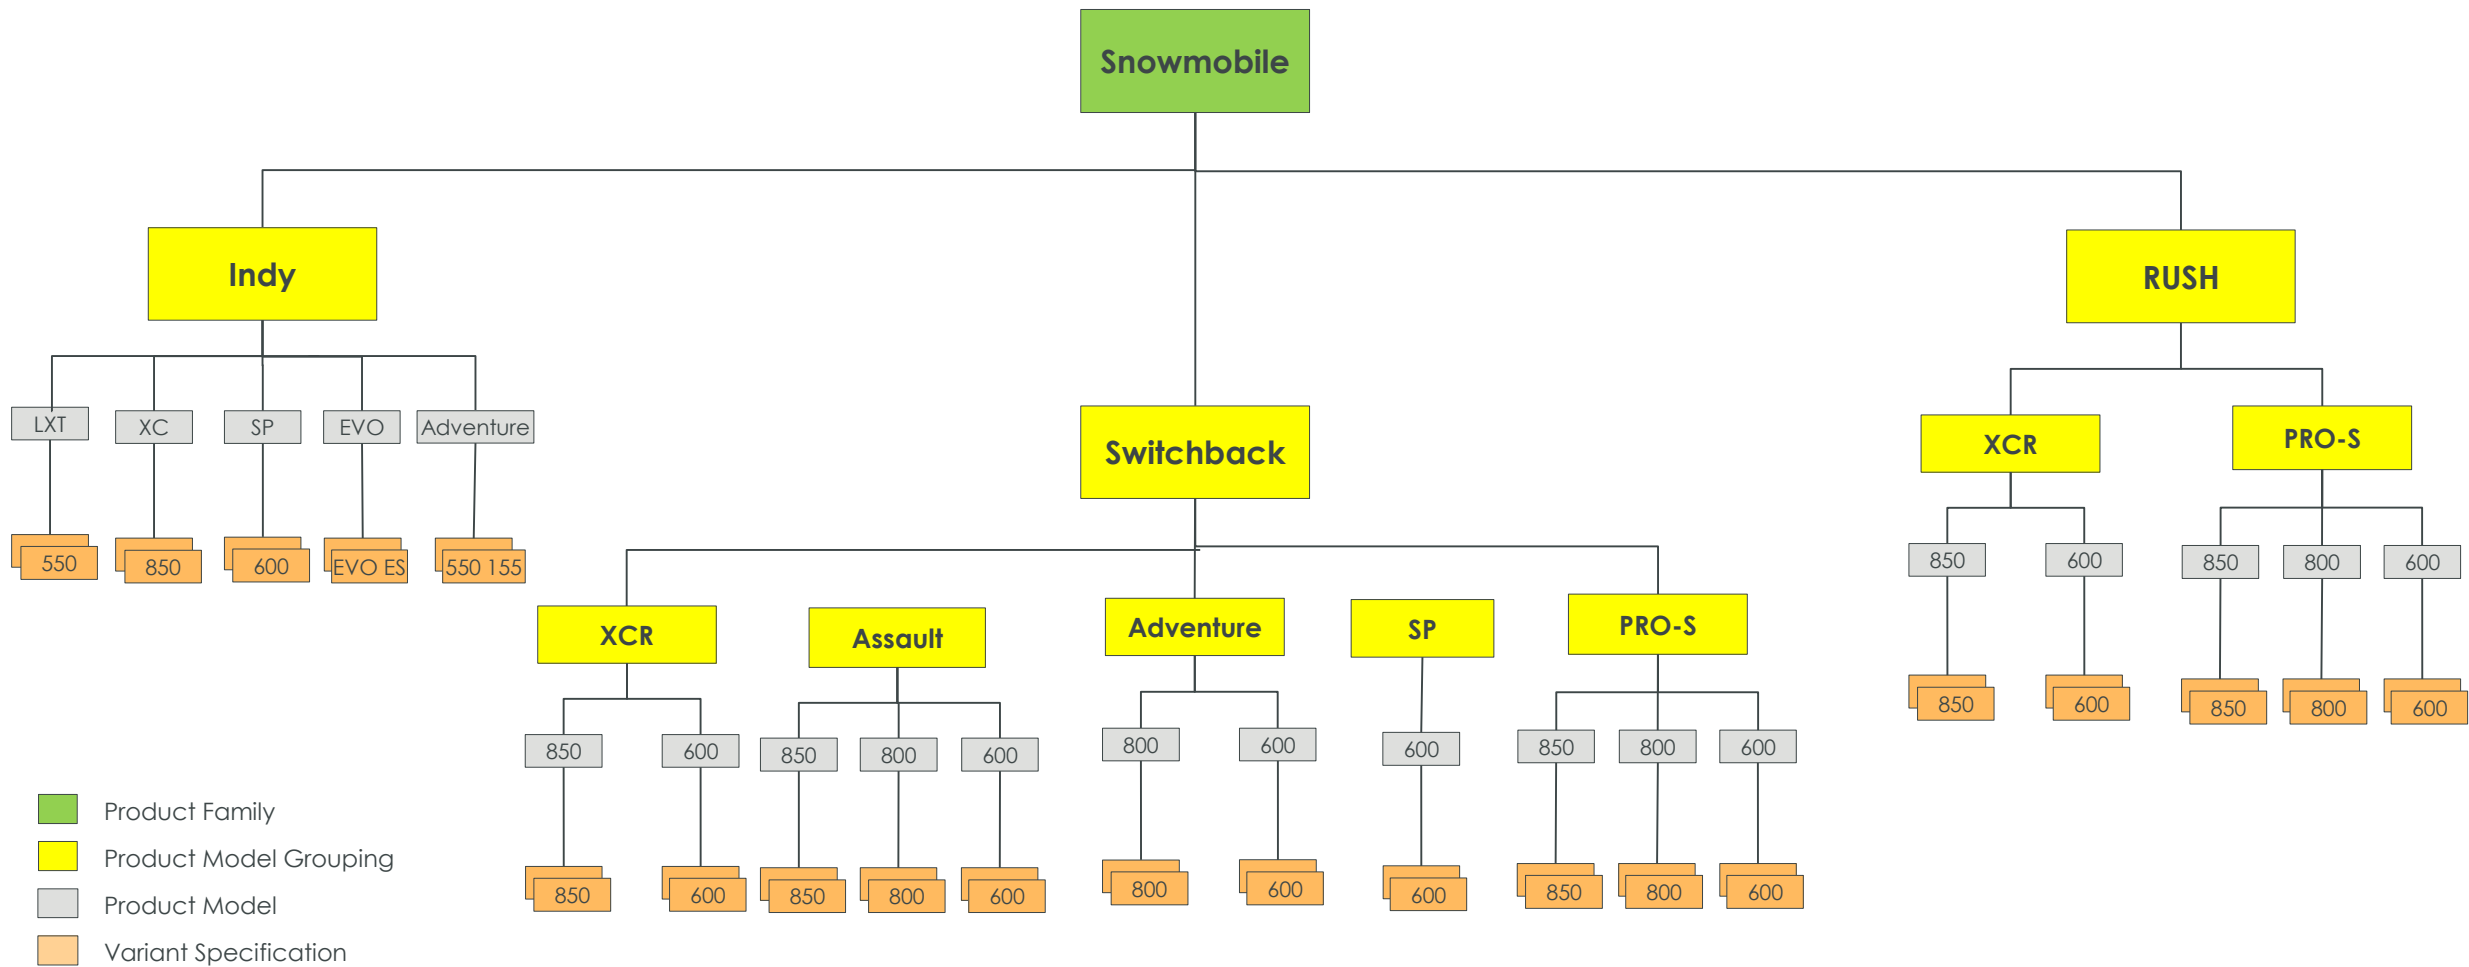 Snowmobile
Indy
RUSH
LXT
XC
SP
EVO
Adventure
550
850
600
EVO ES
550 155
Switchback
XCR
PRO-S
850
600
850
800
600
850
600
850
800
600
XCR
Assault
Adventure
SP
PRO-S
850
600
850
800
600
800
600
600
850
800
600
850
600
850
800
600
800
600
600
850
800
600
Product Family
Product Model Grouping
Product Model
Variant Specification